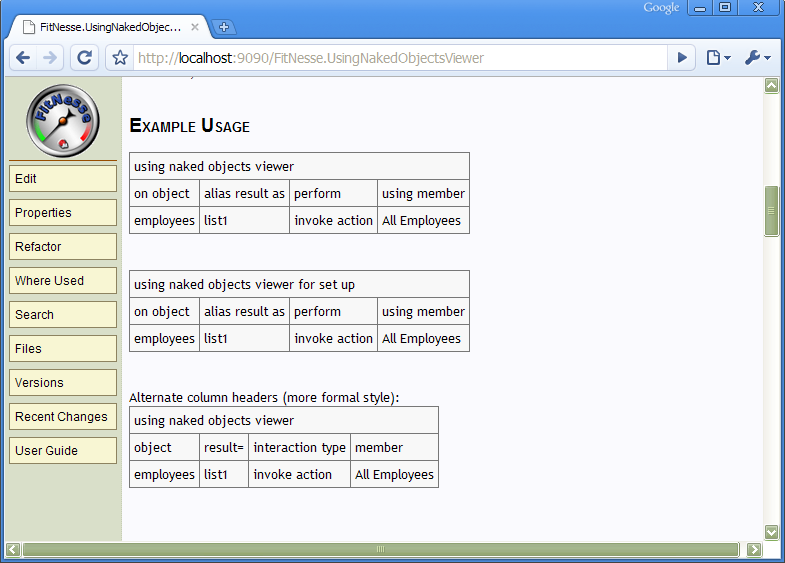 Google
FitNesse.UsingNakedObjec...
http://localhost:9090/FitNesse.UsingNakedObjectsViewer
FitNesse
Edit
Properties
Refactor
Where Used
Search
Files
Versions
Recent Changes
User Guide
Example Usage
using naked objects viewer
on object alias result as perform using member
employees list1 invoke action All Employees
using naked objects viewer for set up
on object alias result as perform using member
employees list1 invoke action All Employees
Alternate column headers (more formal style):
using naked objects viewer
object result= interaction type member
employees list1 invoke action All Employees